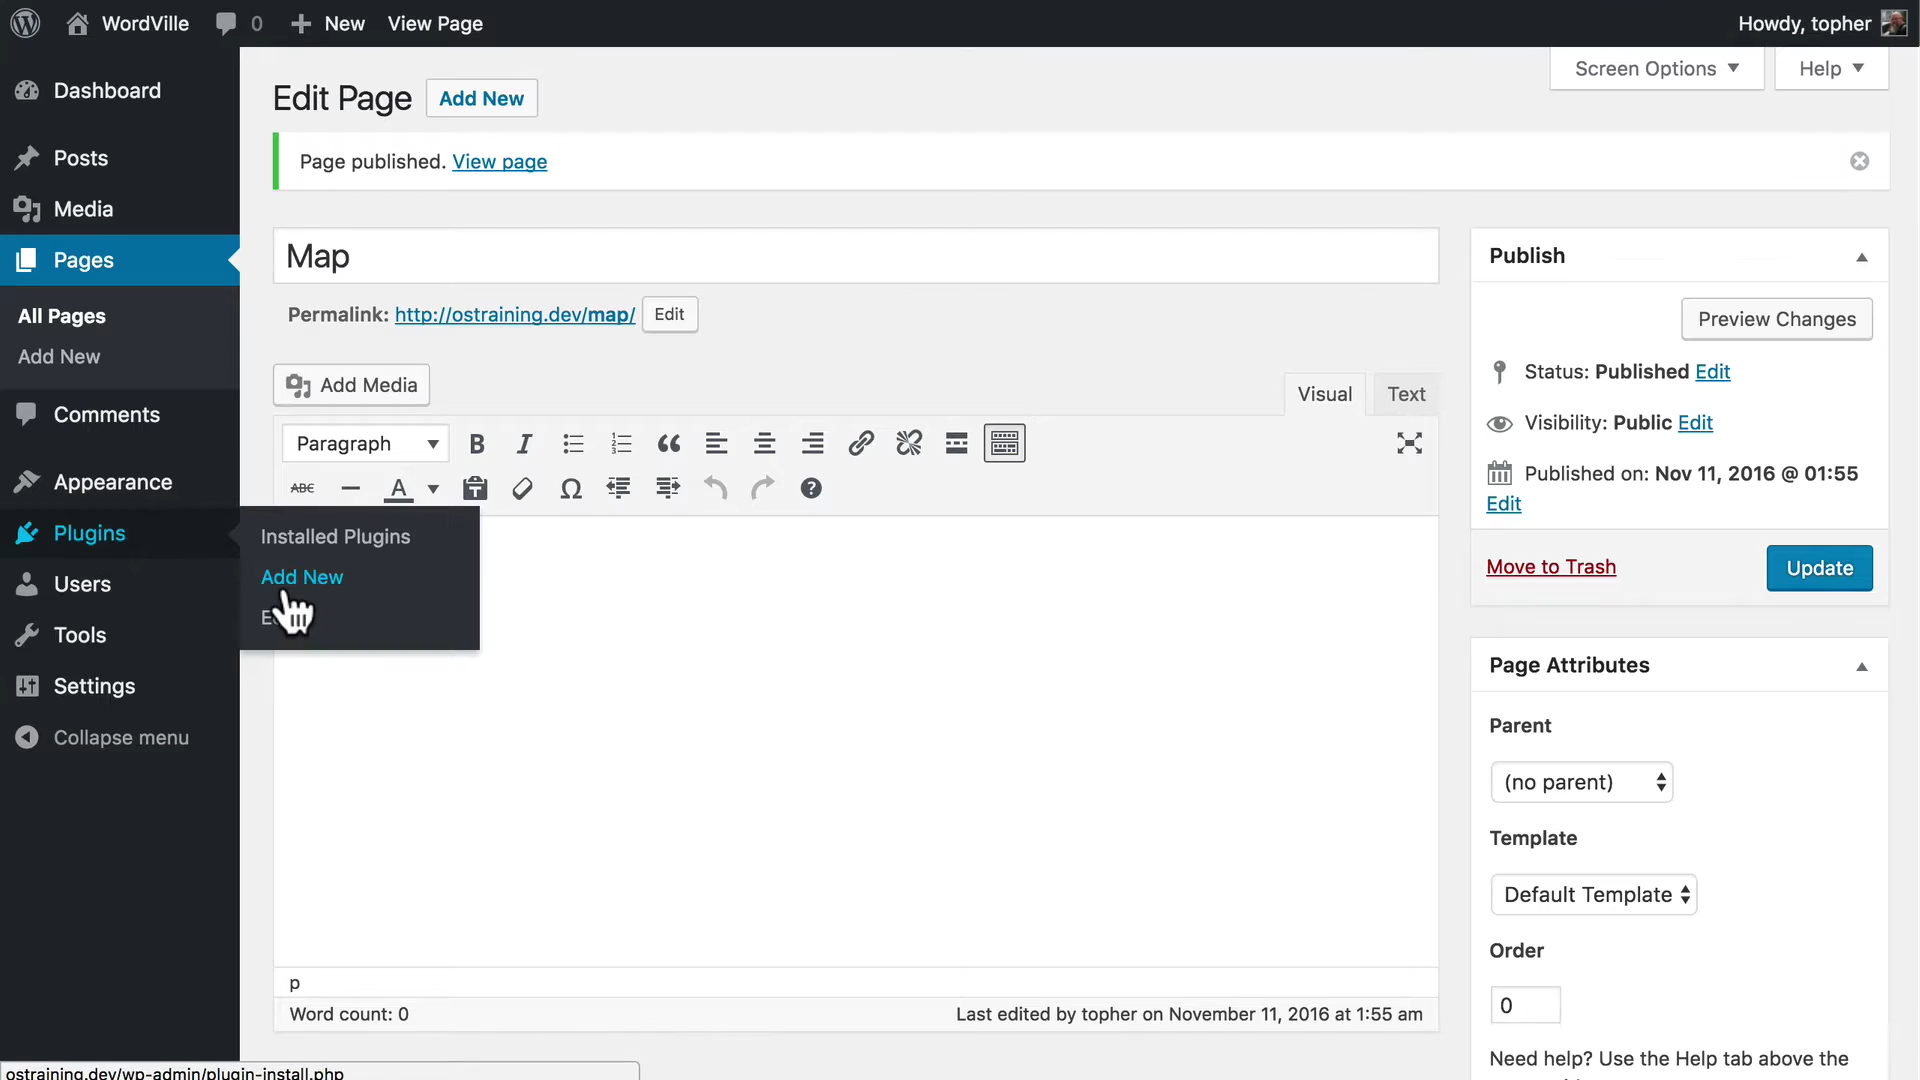 WordVille 0 New View Page Howdy, topher
Dashboard
Posts
Media
Pages
All Pages
Add New
Comments
Appearance
Plugins
Users
Tools
Settings
Collapse menu
Installed Plugins
Add New
Screen Options Help
Edit Page Add New
Page published. View page
Map
Permalink: http://ostraining.dev/map/ Edit
Add Media
Visual Text
Paragraph B I
ABC A
p
Word count: 0 Last edited by topher on November 11, 2016 at 1:55 am
Publish
Preview Changes
Status: Published Edit
Visibility: Public Edit
Published on: Nov 11, 2016 @ 01:55
Edit
Move to Trash Update
Page Attributes
Parent
(no parent)
Template
Default Template
Order
0
Need help? Use the Help tab above the
ostraining.dev/wp-admin/plugin-install.php